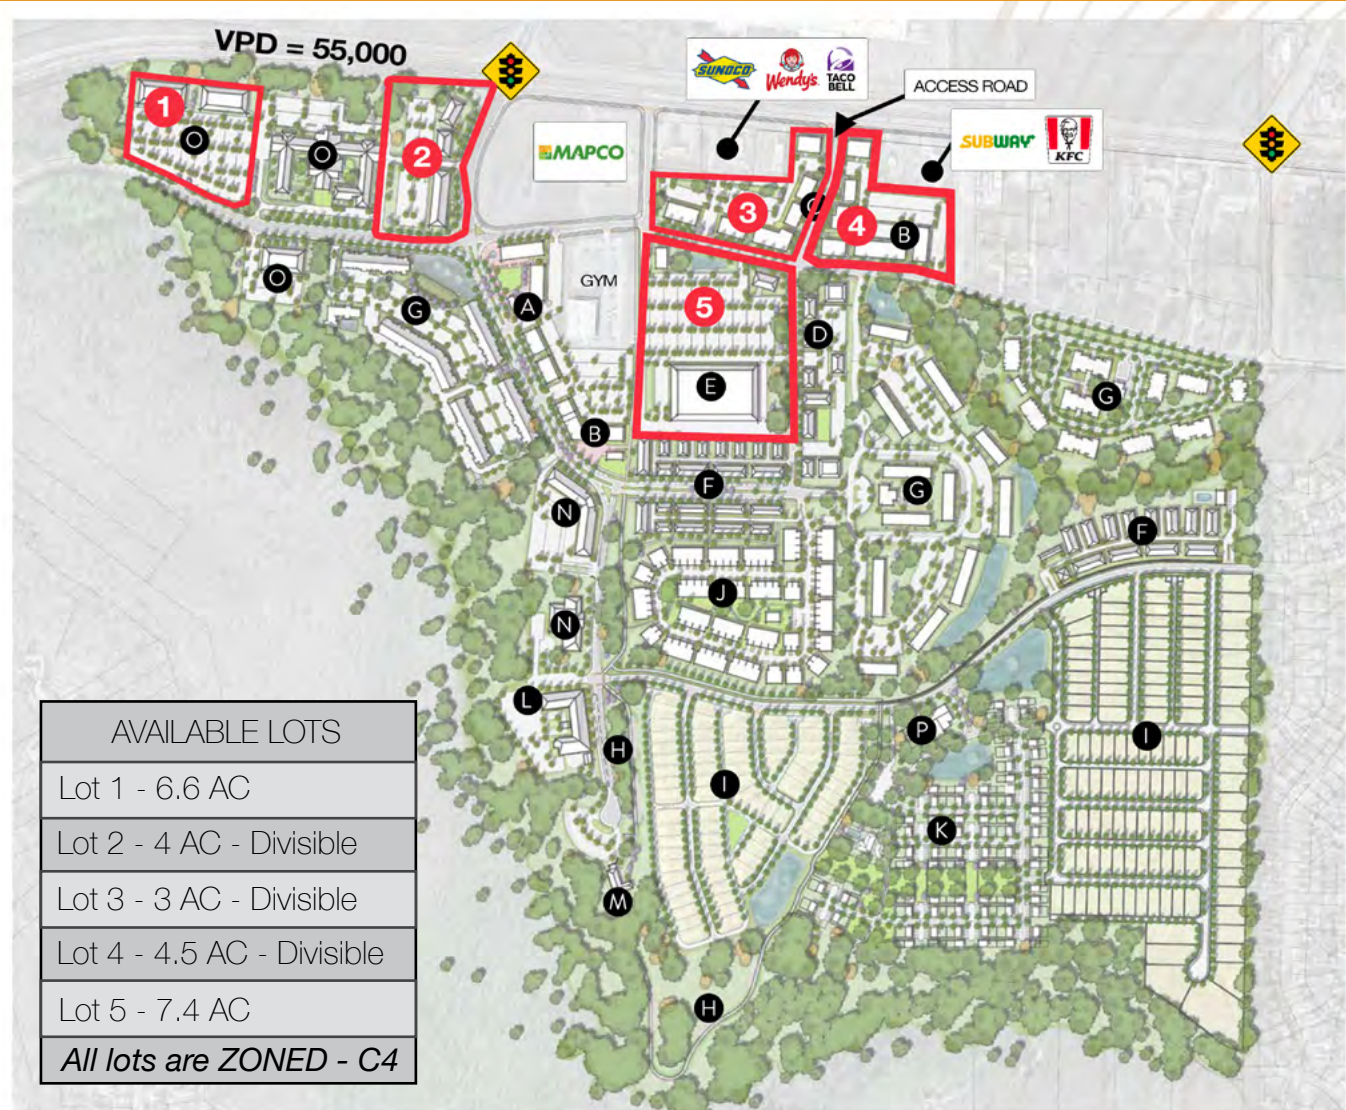 VPD = 55,000
SUNOCO
Wendy's
TACO
BELL
ACCESS ROAD
SUBWAY
KFC
MAPCO
1
O
O
2
3
C
4
B
O
G
A
GYM
5
D
E
G
B
F
G
N
F
J
N
L
H
I
P
I
K
M
H
AVAILABLE LOTS
Lot 1 - 6.6 AC
Lot 2 - 4 AC - Divisible
Lot 3 - 3 AC - Divisible
Lot 4 - 4.5 AC - Divisible
Lot 5 - 7.4 AC
All lots are ZONED - C4